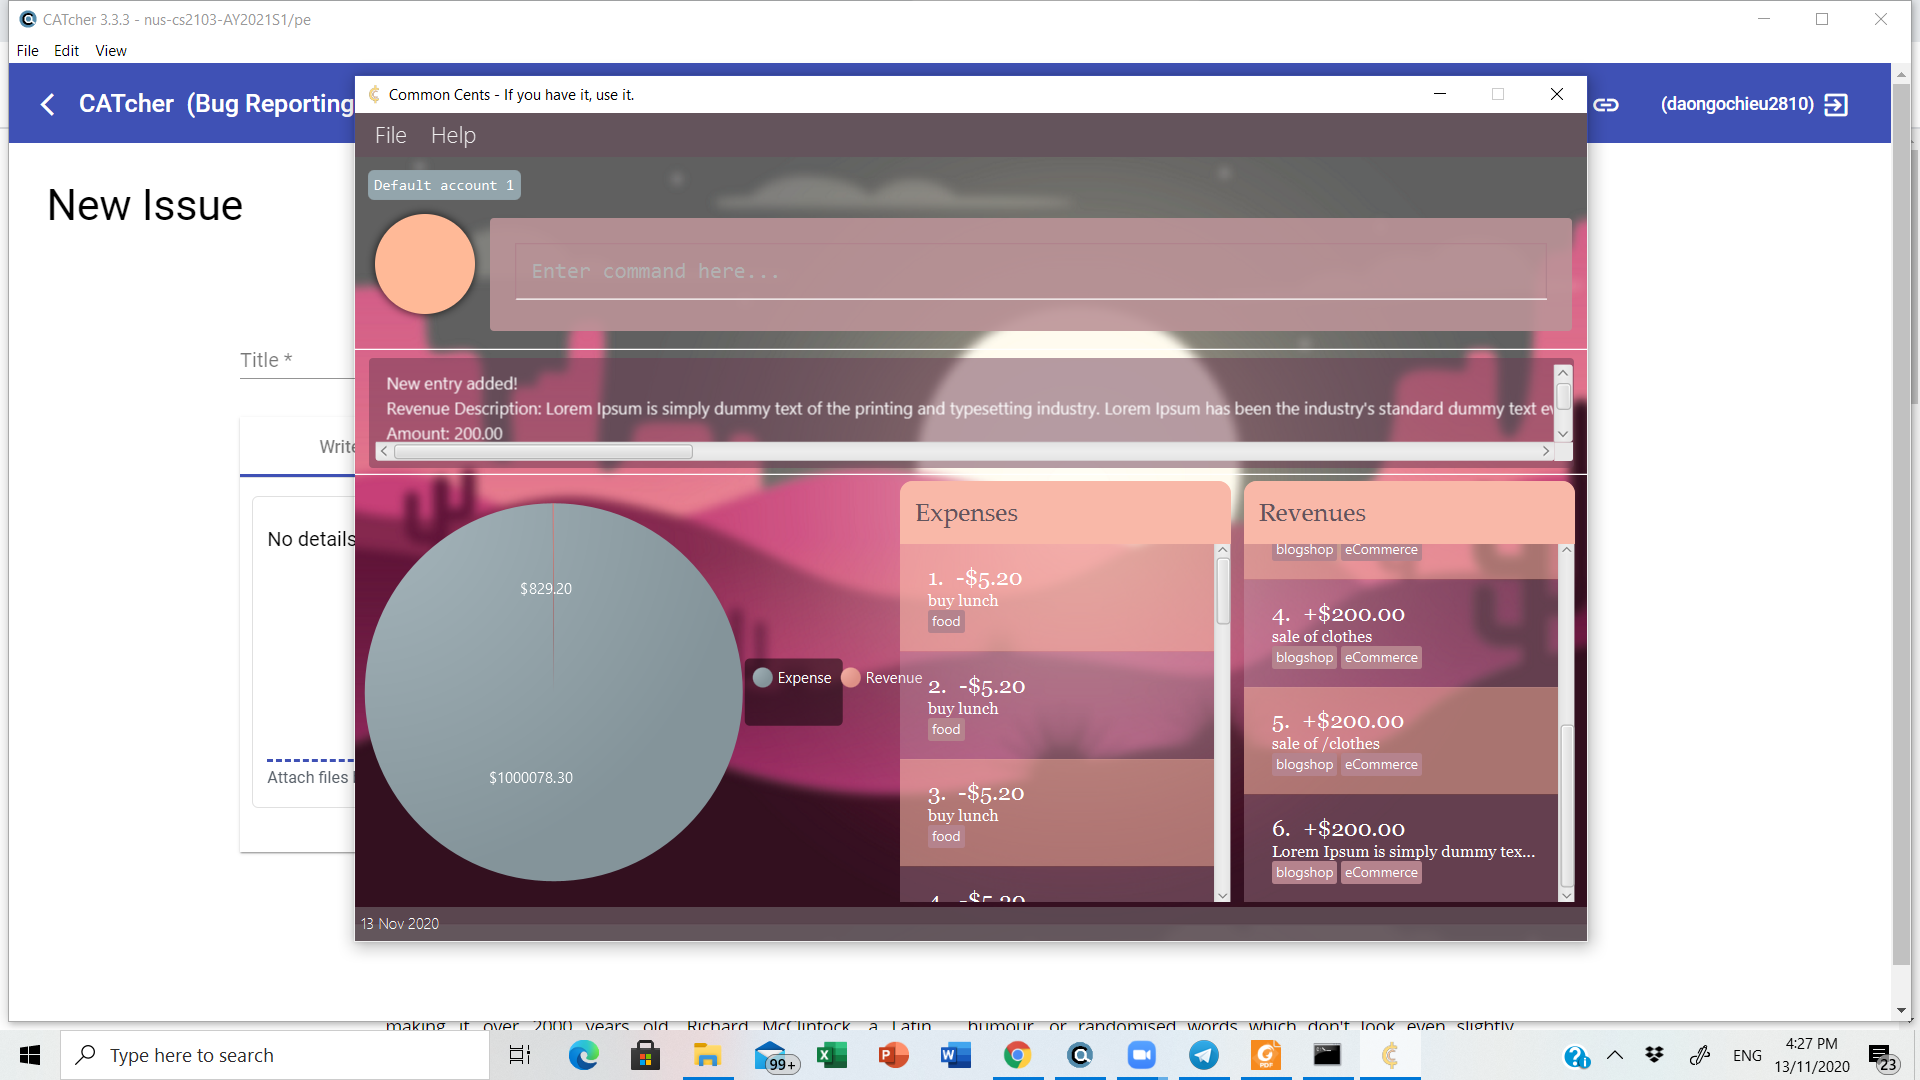 CATcher 3.3.3 - nus-cs2103-AY2021S1/pe
File Edit View
CATcher (Bug Reporting
(daongochieu2810)
New Issue
Title *
Write
No details
Attach files
Common Cents - If you have it, use it.
File Help
Default account 1
Enter command here...
New entry added!
Revenue Description: Lorem Ipsum is simply dummy text of the printing and typesetting industry. Lorem Ipsum has been the industry's standard dummy text ev
Amount: 200.00
$829.20
$1000078.30
Expense Revenue
Expenses
1. -$5.20
buy lunch
food
2. -$5.20
buy lunch
food
3. -$5.20
buy lunch
food
4. -$5.20
Revenues
blogshop eCommerce
4. +$200.00
sale of clothes
blogshop eCommerce
5. +$200.00
sale of /clothes
blogshop eCommerce
6. +$200.00
Lorem Ipsum is simply dummy tex...
blogshop eCommerce
13 Nov 2020
making it over 2000 years old. Richard McClintock, a Latin
humour, or randomised words which don't look even slightly
Type here to search
99+
ENG
4:27 PM
13/11/2020
23